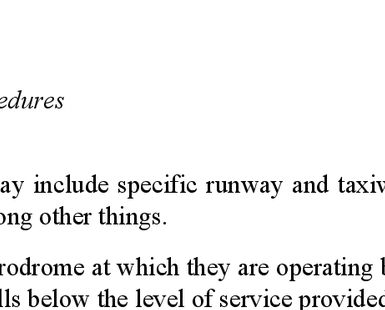 edures
ay include specific runway and taxiw
ong other things.
rodrome at which they are operating b
lls below the level of service provided